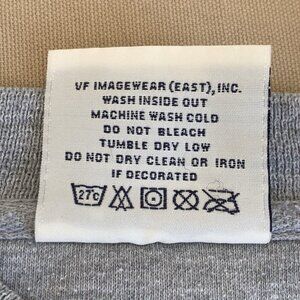 VF IMAGEWEAR (EAST), INC.
WASH INSIDE OUT
MACHINE WASH COLD
DO NOT BLEACH
TUMBLE DRY LOW
DO NOT DRY CLEAN OR IRON
IF DECORATED
27C